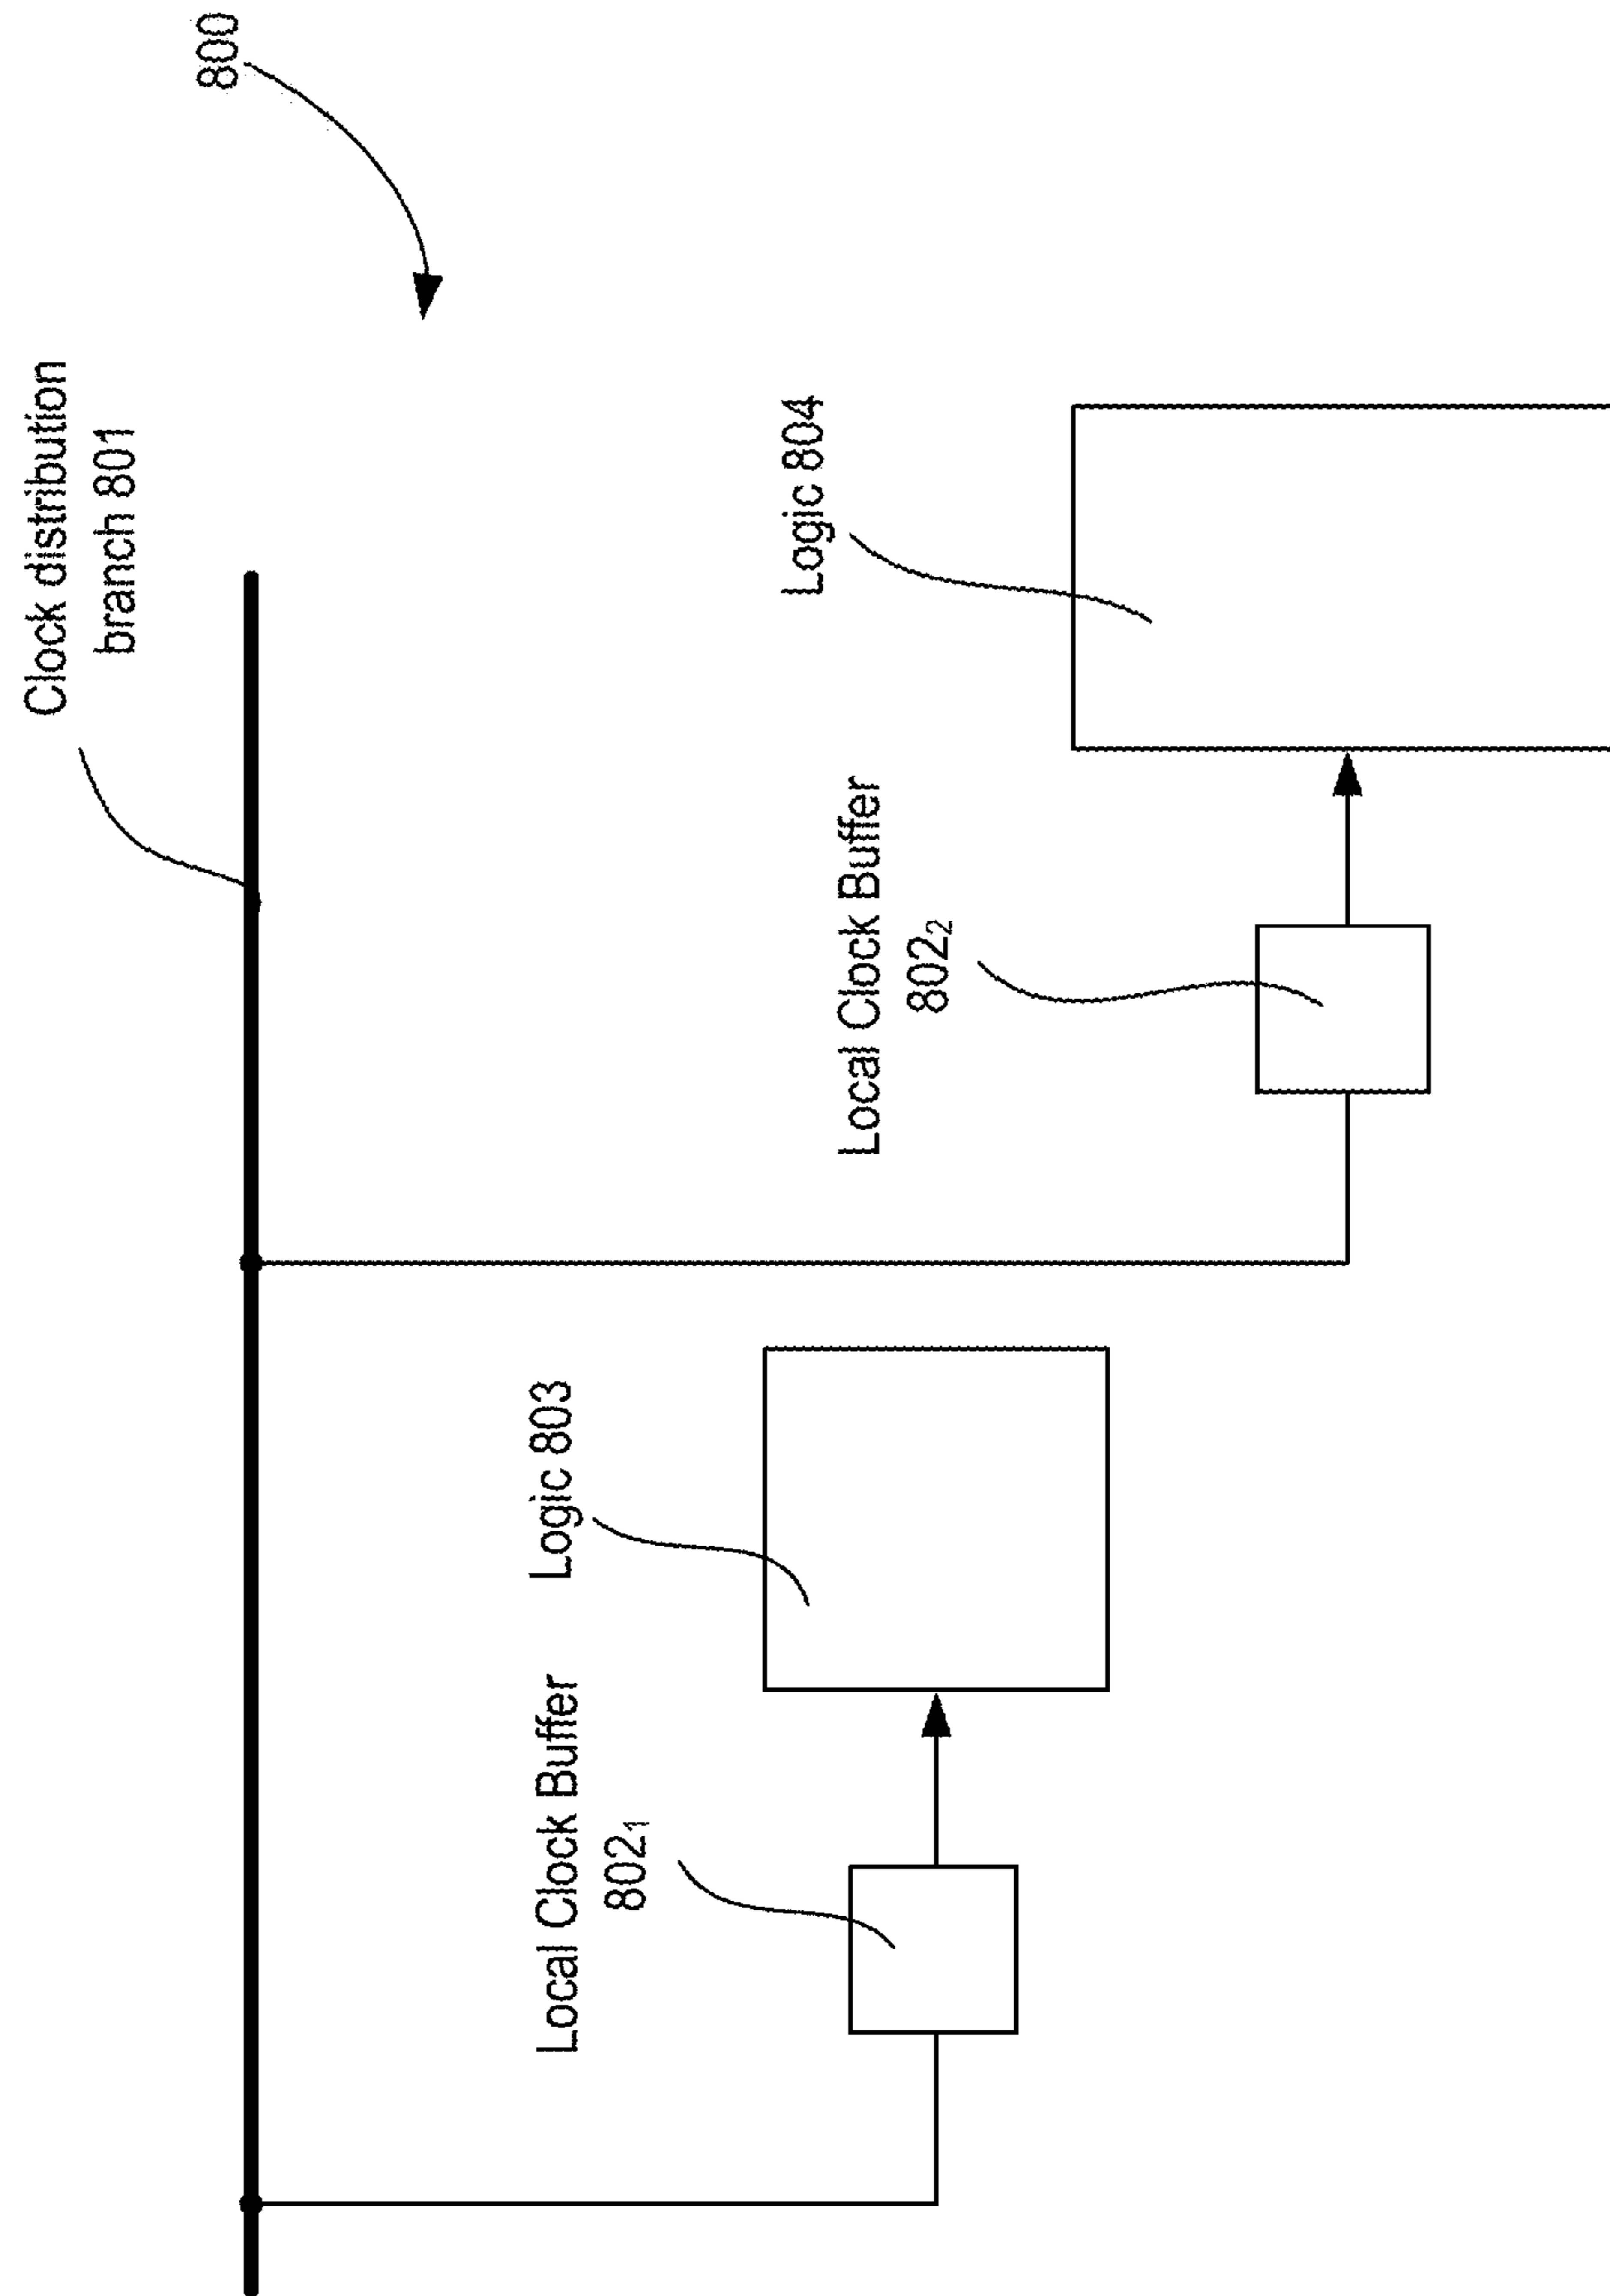 800
Clock distribution
branch 801
Local Clock Buffer
802₁
Logic 803
Local Clock Buffer
802₂
Logic 804